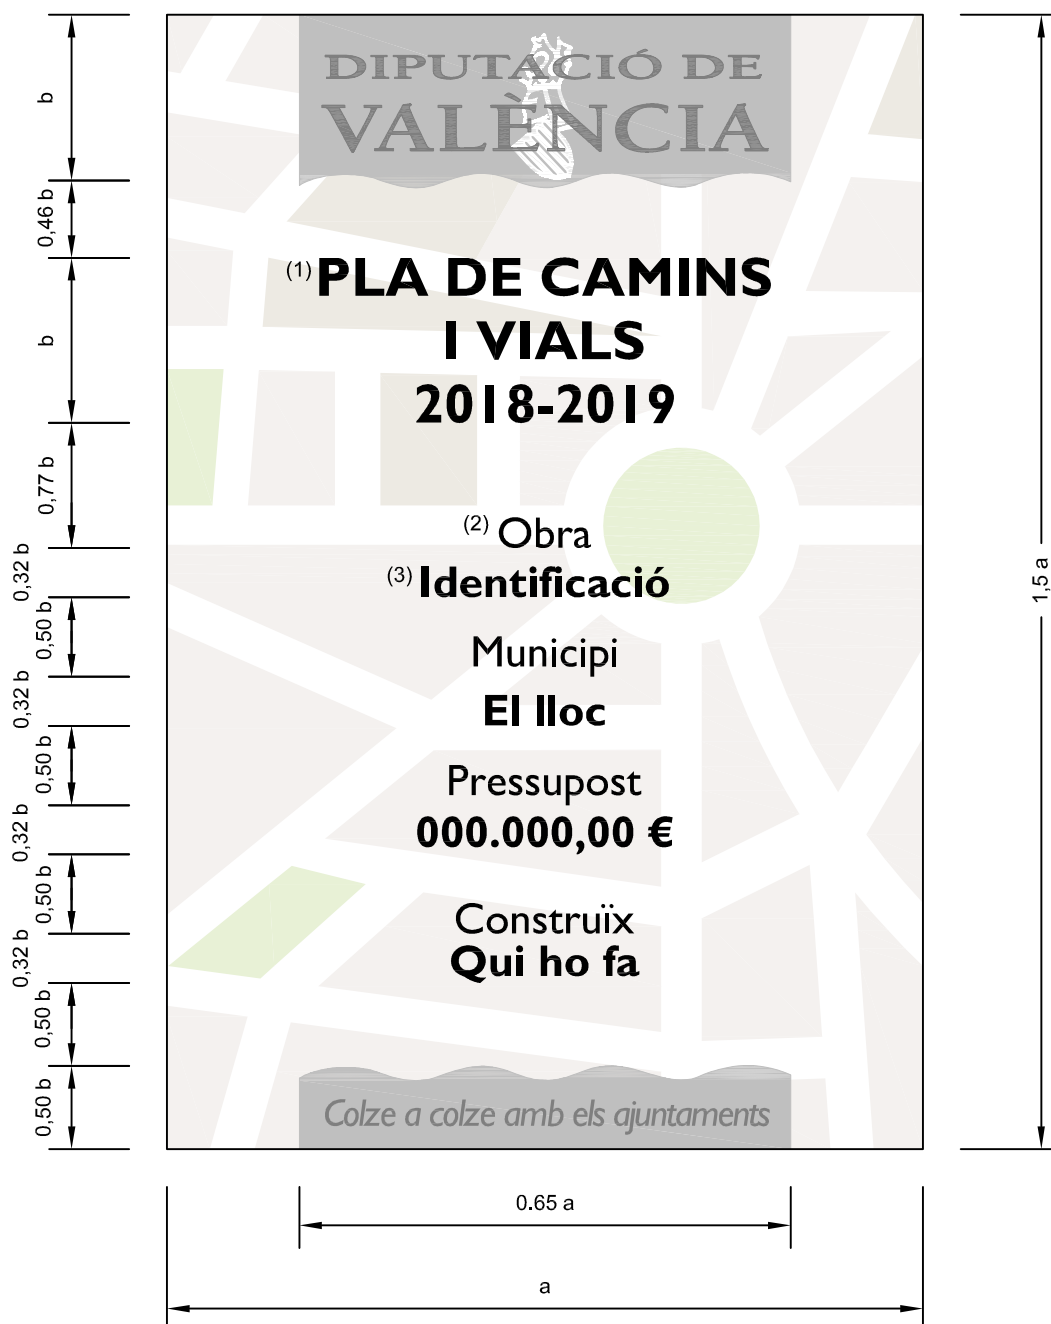 DIPUTACIÓ DE
VALÈNCIA
(1) PLA DE CAMINS
I VIALS
2018-2019
(2) Obra
(3) Identificació
Municipi
El lloc
Pressupost
000.000,00 €
Construïx
Qui ho fa
Colze a colze amb els ajuntaments
b
0,46 b
b
0,77 b
0,32 b
0,50 b
0,32 b
0,50 b
0,32 b
0,50 b
0,32 b
0,50 b
0,50 b
1,5 a
0.65 a
a